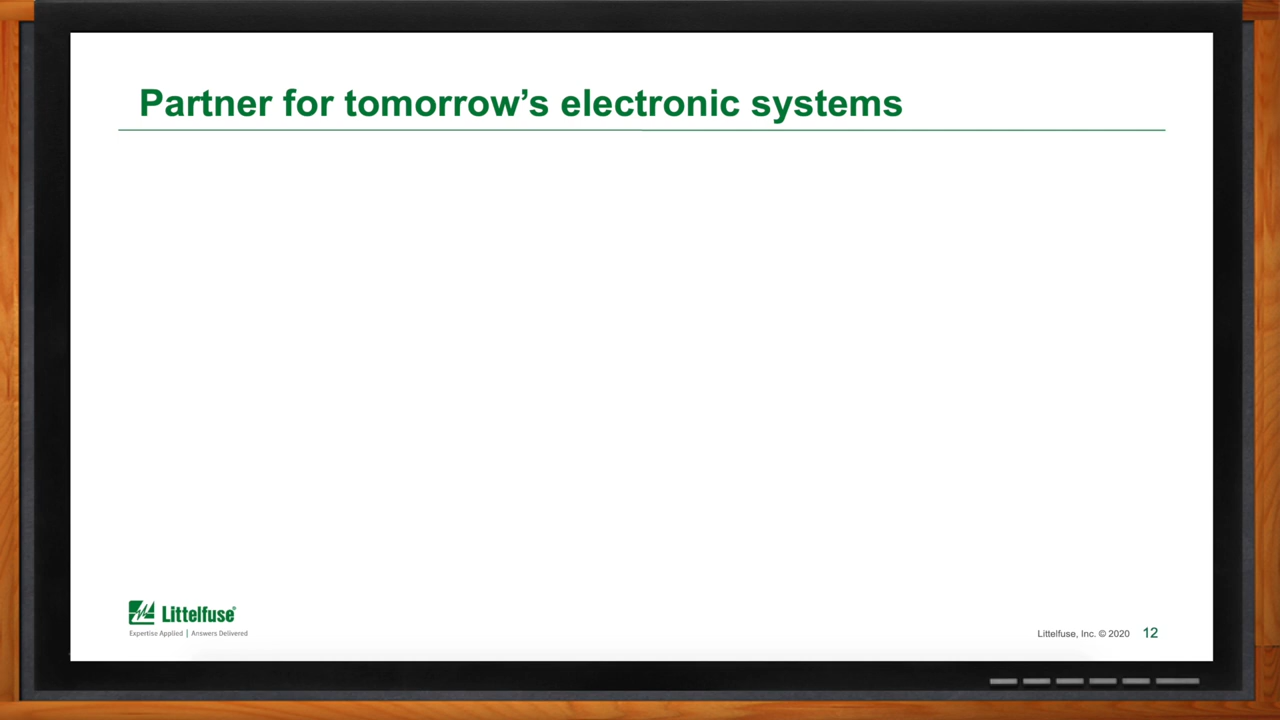 Partner for tomorrow’s electronic systems
Littelfuse®
Expertise Applied | Answers Delivered
Littelfuse, Inc. © 2020 12